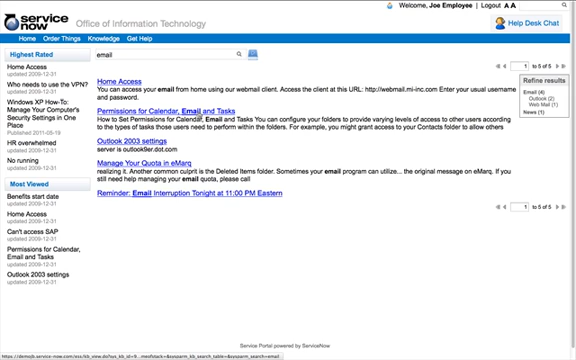 Welcome, Joe Employee | Logout A A
service now
Office of Information Technology
Help Desk Chat
Home Order Things Knowledge Get Help
Highest Rated
Home Access
updated 2009-12-31
Who needs to use the VPN?
updated 2009-12-31
Windows XP How-To:
Manage Your Computer's
Security Settings in One
Place
Published 2011-05-19
HR overwhelmed
updated 2009-12-31
No running
updated 2009-12-31
Most Viewed
Benefits start date
updated 2009-12-31
Home Access
updated 2009-12-31
Can't access SAP
updated 2009-12-31
Permissions for Calendar,
Email and Tasks
updated 2009-12-31
Outlook 2003 settings
updated 2009-12-31
email
1 to 5 of 5
Home Access
You can access your email from home using our webmail client. Access the client at this URL: http://webmail.mi-inc.com Enter your usual username
and password.
Permissions for Calendar, Email and Tasks
How to Set Permissions for Calendar, Email and Tasks You can configure your folders to provide varying levels of access to other users according
to the types of tasks those users need to perform within the folders. For example, you might grant access to your Contacts folder to allow others
Outlook 2003 settings
server is outlook9er.dot.com
Manage Your Quota in eMarq
realizing it. Another common culprit is the Deleted Items folder. Sometimes your email program can utilize... the original message on eMarq. If you
still need help managing your email quota, please call
Reminder: Email Interruption Tonight at 11:00 PM Eastern
1 to 5 of 5
Refine results
Email (4)
Outlook (2)
Web Mail (1)
News (1)
Service Portal powered by ServiceNow